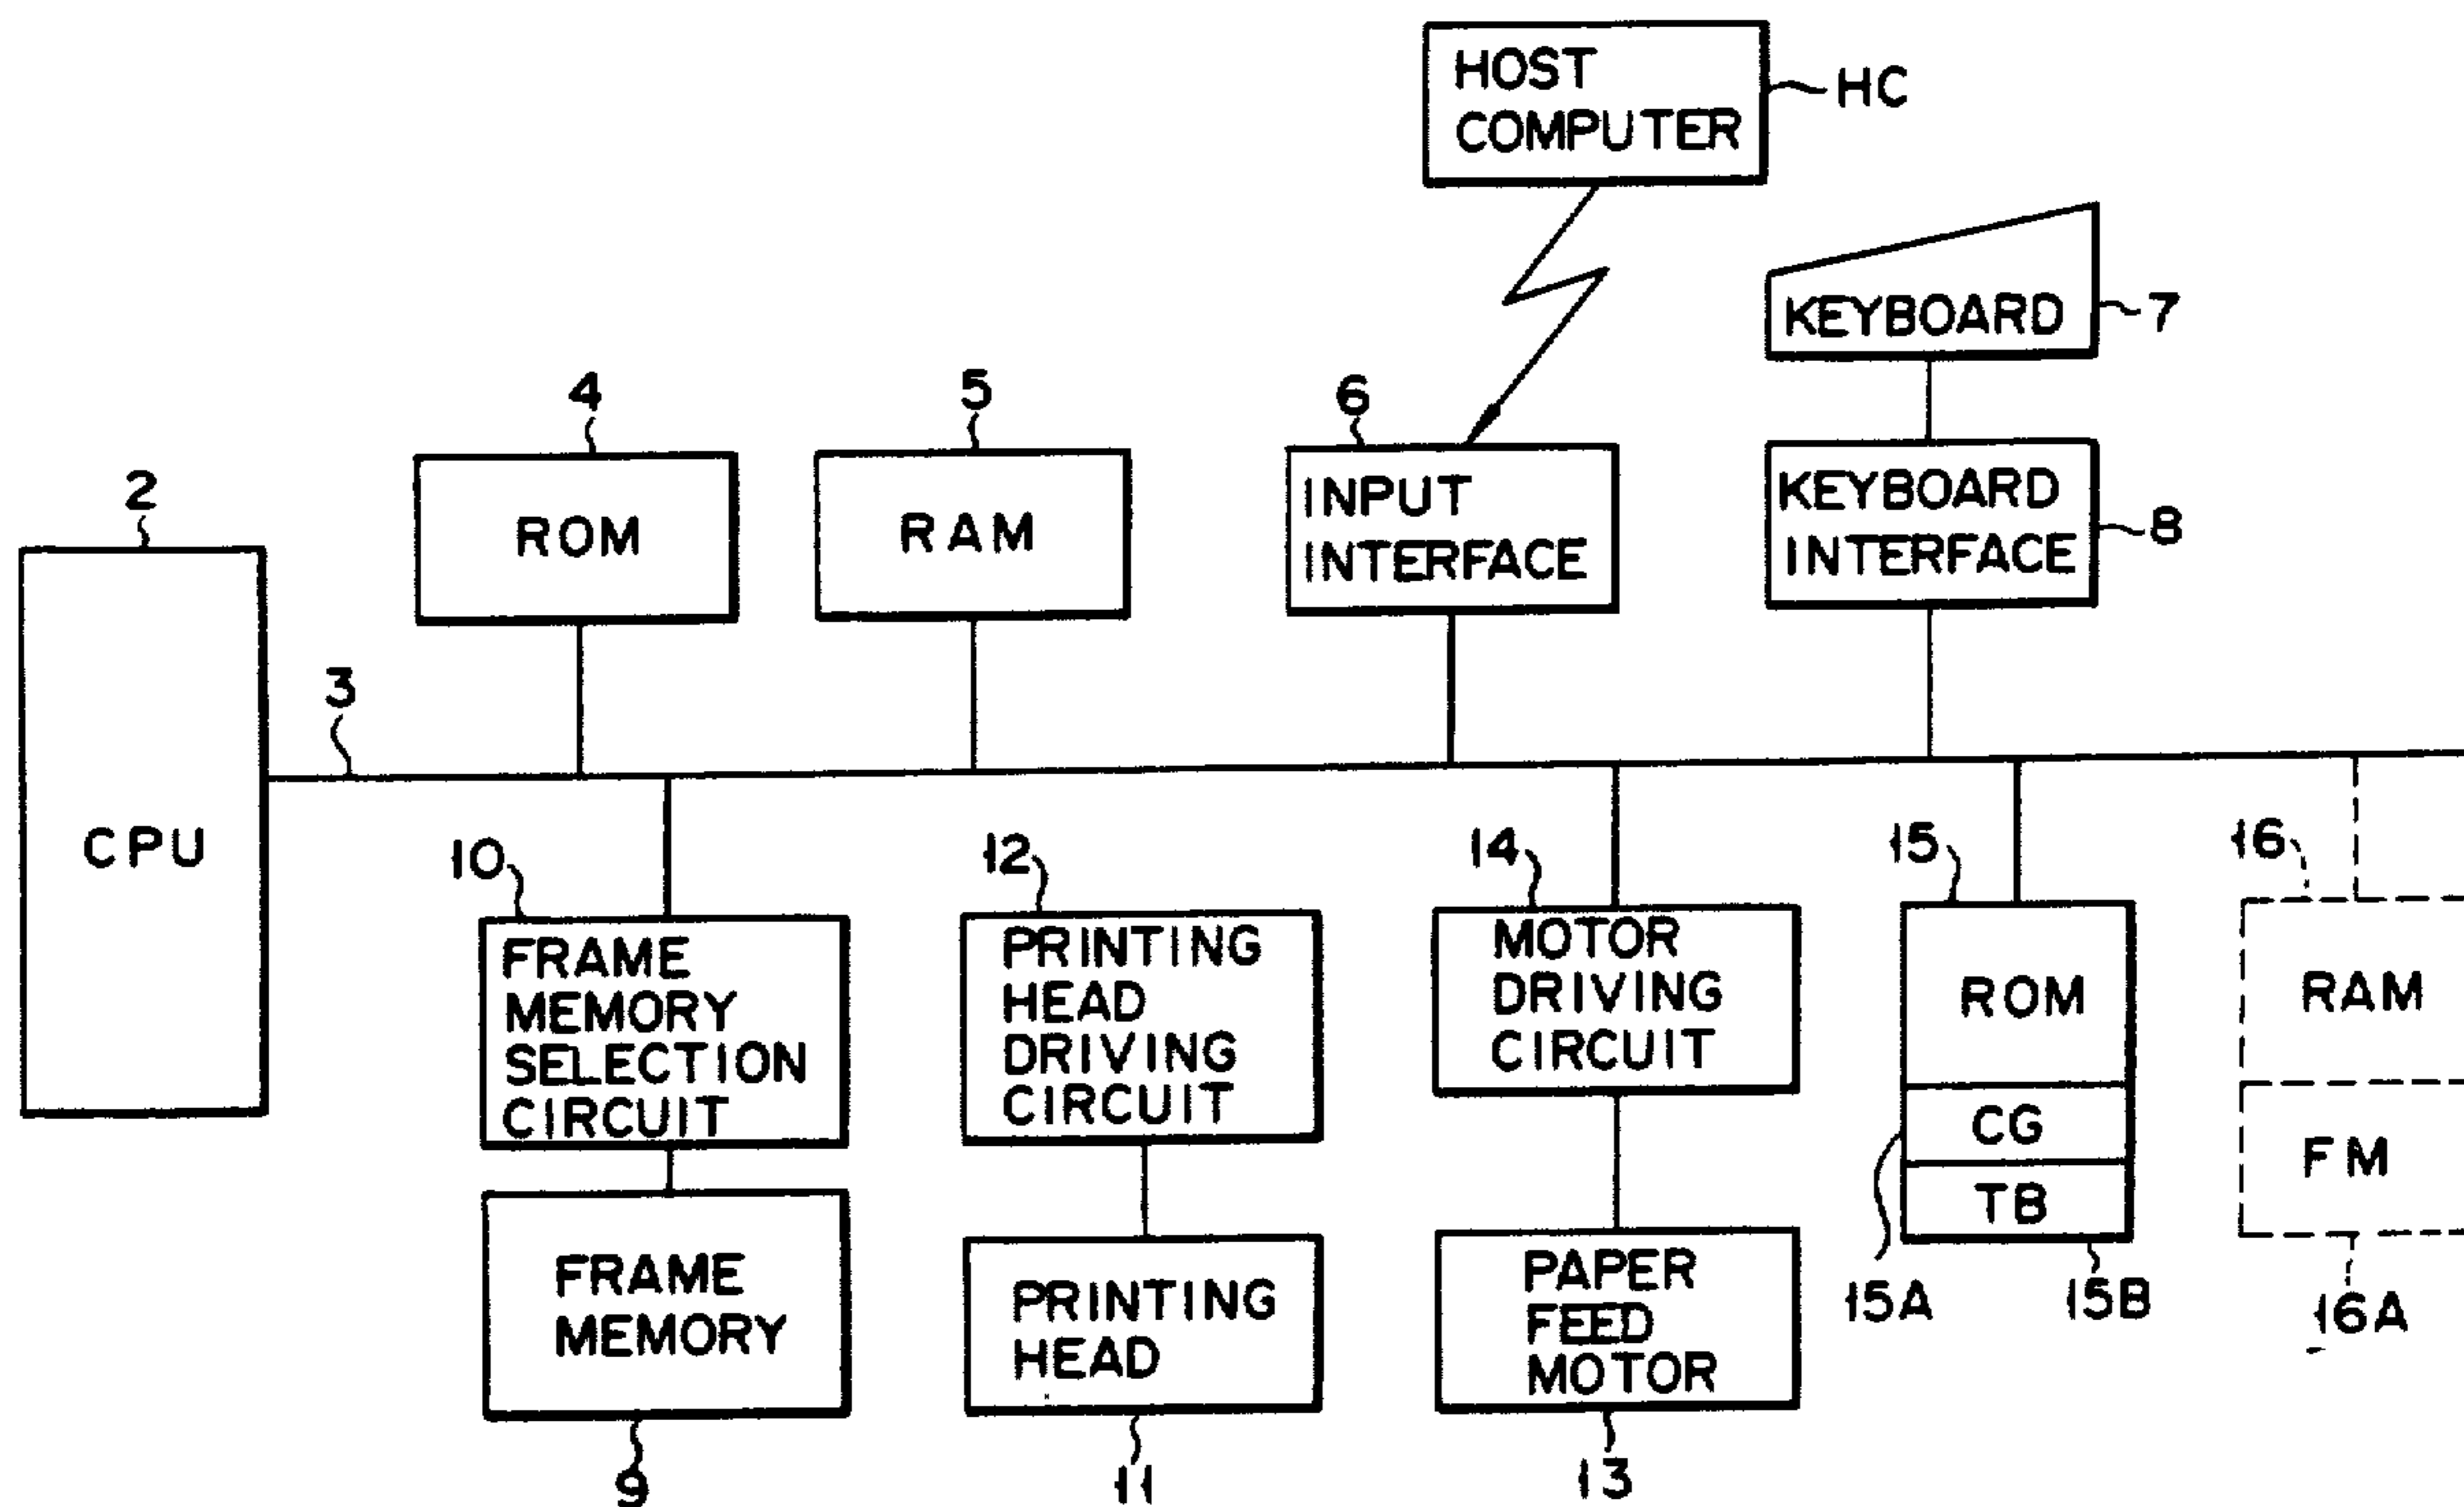 HOST
COMPUTER
HC
KEYBOARD
7
4
5
6
2
ROM
RAM
INPUT
INTERFACE
KEYBOARD
INTERFACE
8
3
CPU
10
12
14
15
16
FRAME
MEMORY
SELECTION
CIRCUIT
PRINTING
HEAD
DRIVING
CIRCUIT
MOTOR
DRIVING
CIRCUIT
ROM
CG
TB
RAM
FM
FRAME
MEMORY
PRINTING
HEAD
PAPER
FEED
MOTOR
15A
15B
16A
9
11
13